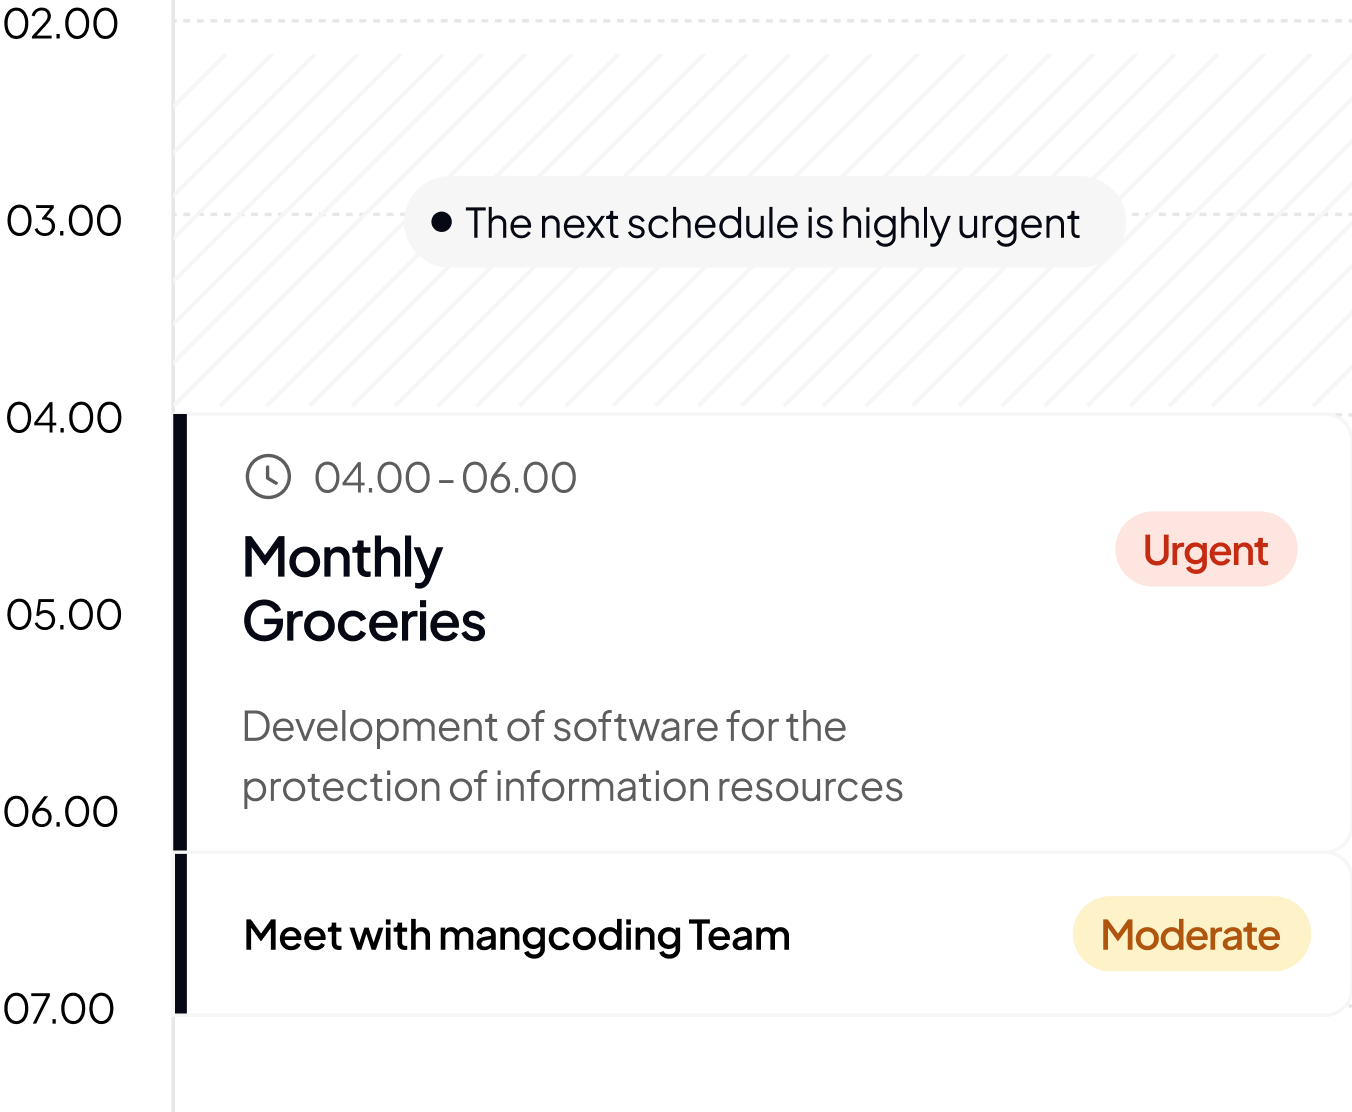 02.00
03.00
The next schedule is highly urgent
04.00
04.00 - 06.00
Monthly
Groceries
Urgent
05.00
Development of software for the
protection of information resources
06.00
Meet with mangcoding Team
Moderate
07.00